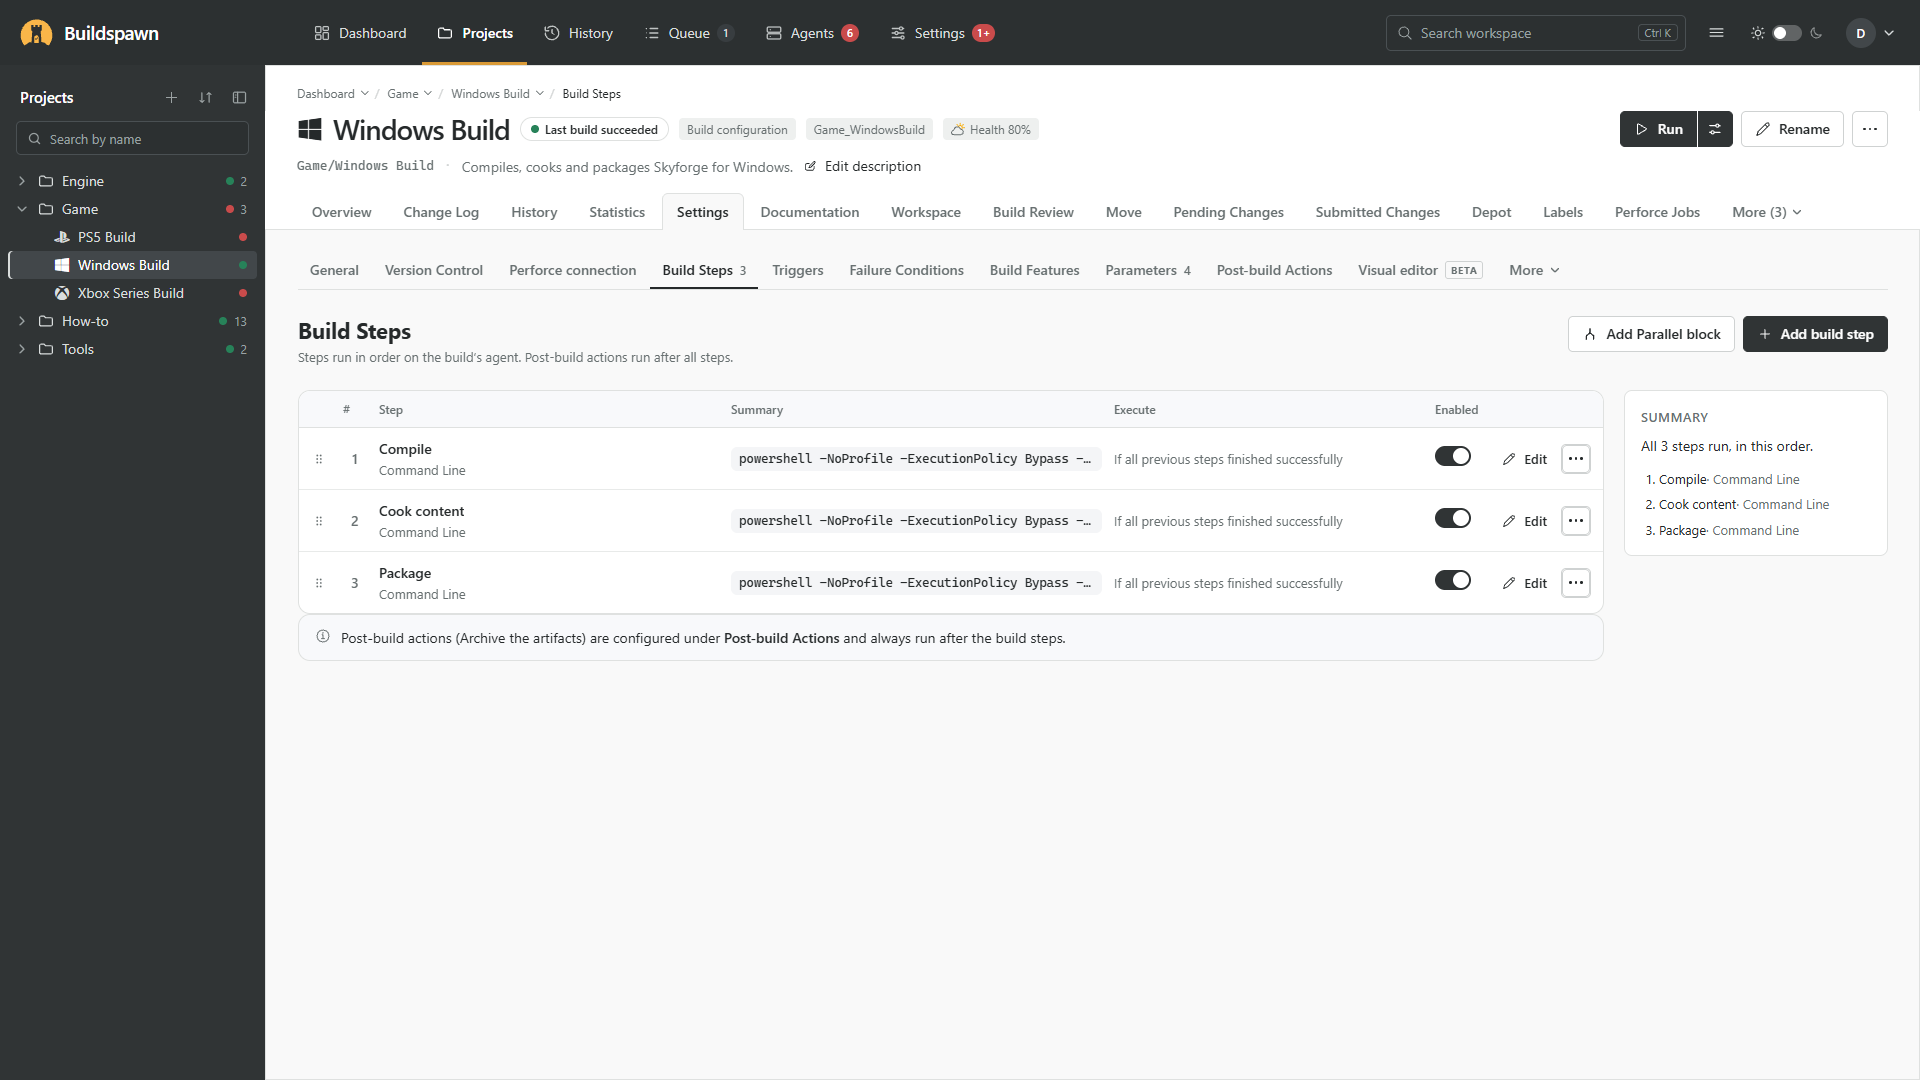 Buildspawn
Dashboard
Projects
History
Queue 1
Agents 6
Settings 1+
Search workspace Ctrl K
D
Projects
Search by name
Engine 2
Game 3
PS5 Build
Windows Build
Xbox Series Build
How-to 13
Tools 2
Dashboard / Game / Windows Build / Build Steps
Windows Build
Last build succeeded
Build configuration
Game_WindowsBuild
Health 80%
Run
Rename
Game/Windows Build · Compiles, cooks and packages Skyforge for Windows. Edit description
Overview Change Log History Statistics Settings Documentation Workspace Build Review Move Pending Changes Submitted Changes Depot Labels Perforce Jobs More (3)
General Version Control Perforce connection Build Steps 3 Triggers Failure Conditions Build Features Parameters 4 Post-build Actions Visual editor BETA More
Build Steps
Steps run in order on the build's agent. Post-build actions run after all steps.
Add Parallel block
+ Add build step
# Step Summary Execute Enabled
1 Compile powershell -NoProfile -ExecutionPolicy Bypass -… If all previous steps finished successfully Edit
Command Line
2 Cook content powershell -NoProfile -ExecutionPolicy Bypass -… If all previous steps finished successfully Edit
Command Line
3 Package powershell -NoProfile -ExecutionPolicy Bypass -… If all previous steps finished successfully Edit
Command Line
Post-build actions (Archive the artifacts) are configured under Post-build Actions and always run after the build steps.
SUMMARY
All 3 steps run, in this order.
1. Compile· Command Line
2. Cook content· Command Line
3. Package· Command Line